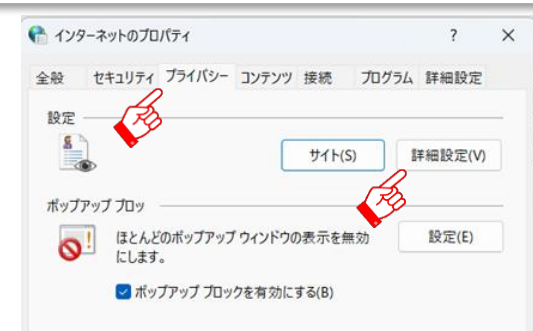 インターネットのプロパティ ? ×
全般 セキュリティ プライバシー コンテンツ 接続 プログラム 詳細設定
設定
サイト(S) 詳細設定(V)
ポップアップ ブロッ
ほとんどのポップアップ ウィンドウの表示を無効 設定(E)
にします。
ポップアップ ブロックを有効にする(B)